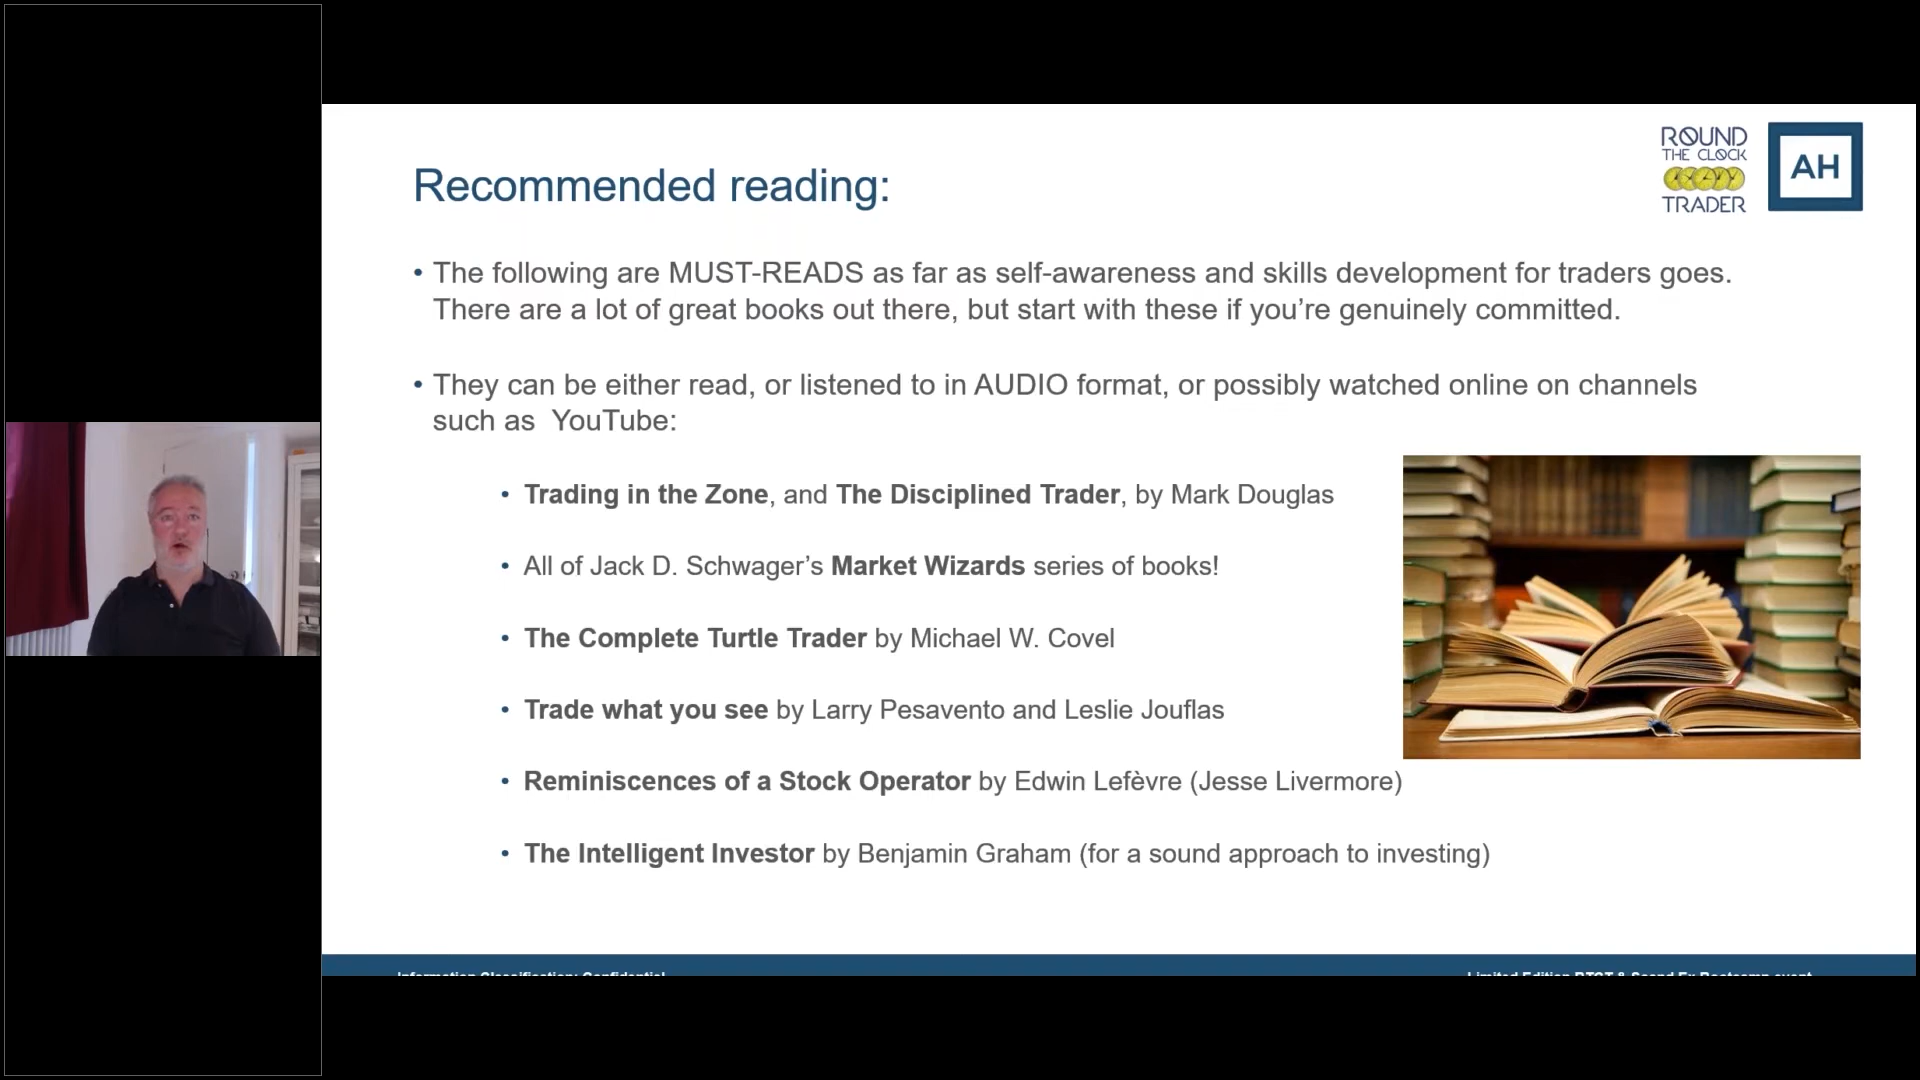 ROUND
THE CLOCK
TRADER
AH
Recommended reading:
• The following are MUST-READS as far as self-awareness and skills development for traders goes.
There are a lot of great books out there, but start with these if you’re genuinely committed.
• They can be either read, or listened to in AUDIO format, or possibly watched online on channels
such as  YouTube:
• Trading in the Zone, and The Disciplined Trader, by Mark Douglas
• All of Jack D. Schwager’s Market Wizards series of books!
• The Complete Turtle Trader by Michael W. Covel
• Trade what you see by Larry Pesavento and Leslie Jouflas
• Reminiscences of a Stock Operator by Edwin Lefèvre (Jesse Livermore)
• The Intelligent Investor by Benjamin Graham (for a sound approach to investing)
Information Classification: Confidential
Limited Edition Bootcamp event